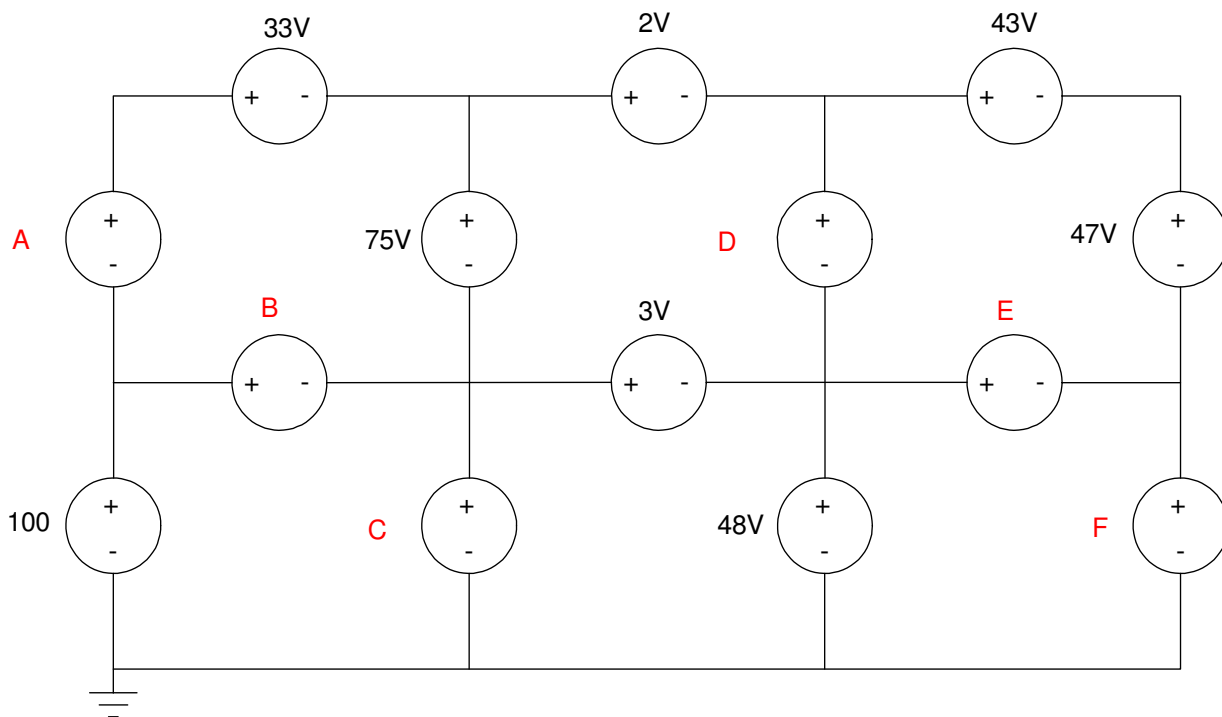 33V
2V
43V
+ -
+ -
+ -
A
+
-
75V
+
-
D
+
-
47V
+
-
B
3V
E
+ -
+ -
+ -
100
+
-
C
+
-
48V
+
-
F
+
-